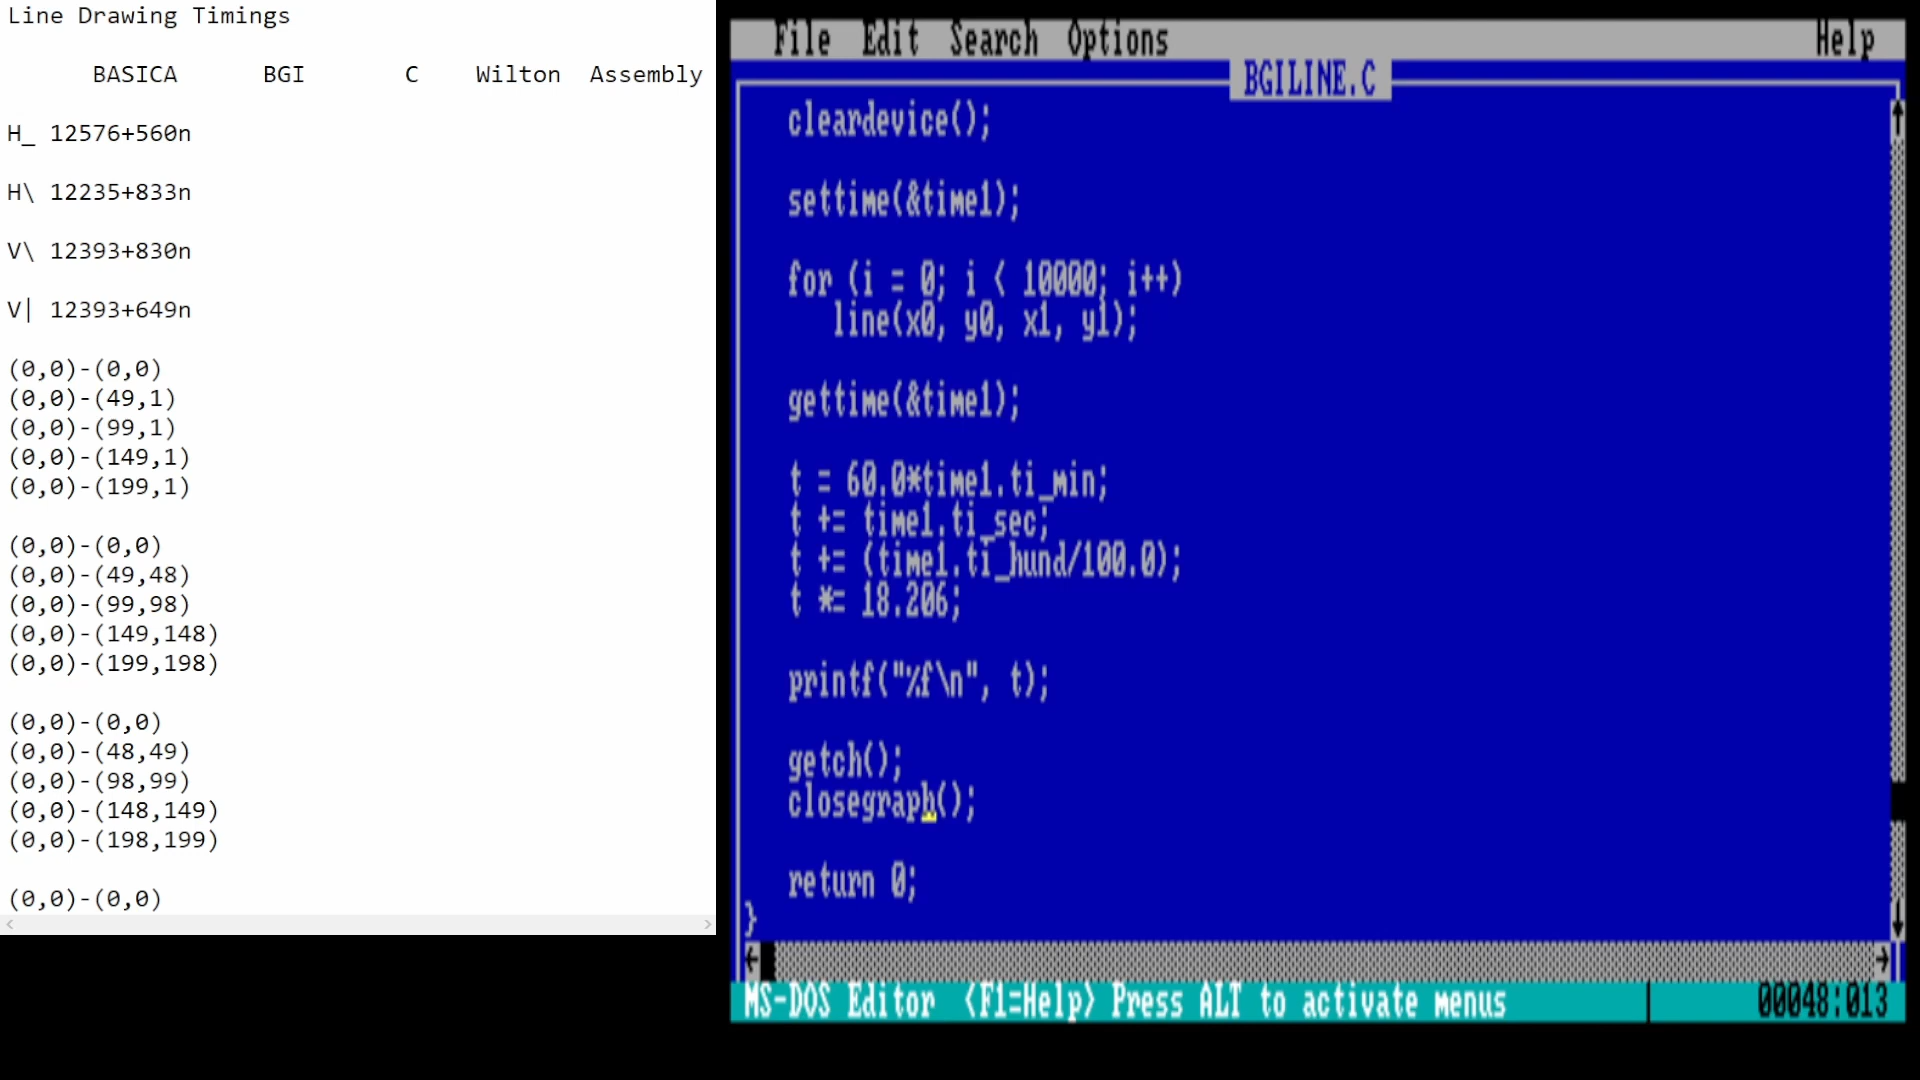 Line Drawing Timings
BASICA BGI C Wilton Assembly
H_ 12576+560n
H\ 12235+833n
V\ 12393+830n
V| 12393+649n
(0,0)-(0,0)
(0,0)-(49,1)
(0,0)-(99,1)
(0,0)-(149,1)
(0,0)-(199,1)
(0,0)-(0,0)
(0,0)-(49,48)
(0,0)-(99,98)
(0,0)-(149,148)
(0,0)-(199,198)
(0,0)-(0,0)
(0,0)-(48,49)
(0,0)-(98,99)
(0,0)-(148,149)
(0,0)-(198,199)
(0,0)-(0,0)
File Edit Search Options Help
BGILINE.C
cleardevice();
settime(&time1);
for (i = 0; i < 10000; i++)
line(x0, y0, x1, y1);
gettime(&time1);
t = 60.0*time1.ti_min;
t += time1.ti_sec;
t += (time1.ti_hund/100.0);
t *= 18.206;
printf("%f\n", t);
getch();
closegraph();
return 0;
}
MS-DOS Editor <F1=Help> Press ALT to activate menus 00048:013